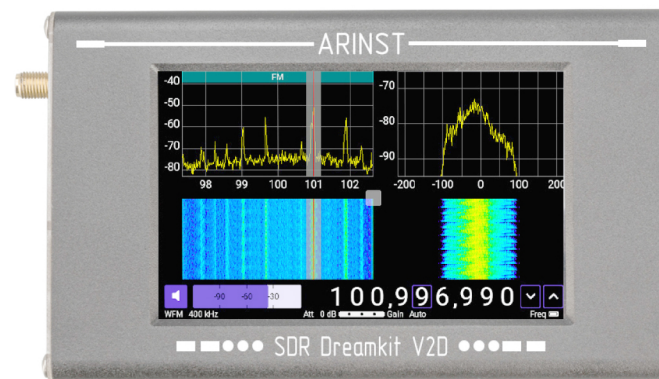 ARINST
FM
-40
-50
-60
-70
-80
98 99 100 101 102
-70
-80
-90
-200 -100 0 100 200
-90 -60 -30
100,996,990
WFM 400 kHz Att 0 dB Gain Auto Freq
SDR Dreamkit V2D